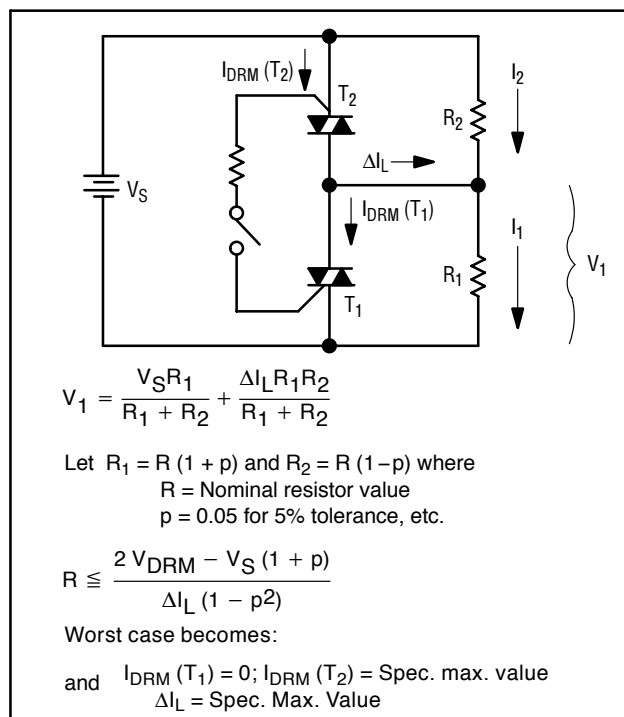 I_DRM (T_2)
T_2
I_2
R_2
ΔI_L
V_S
I_DRM (T_1)
I_1
R_1
V_1
T_1
V_1 = V_S R_1 / (R_1 + R_2) + ΔI_L R_1 R_2 / (R_1 + R_2)
Let R_1 = R (1 + p) and R_2 = R (1 – p) where
R = Nominal resistor value
p = 0.05 for 5% tolerance, etc.
R ≦ (2 V_DRM – V_S (1 + p)) / (ΔI_L (1 – p^2))
Worst case becomes:
and I_DRM (T_1) = 0; I_DRM (T_2) = Spec. max. value
ΔI_L = Spec. Max. Value